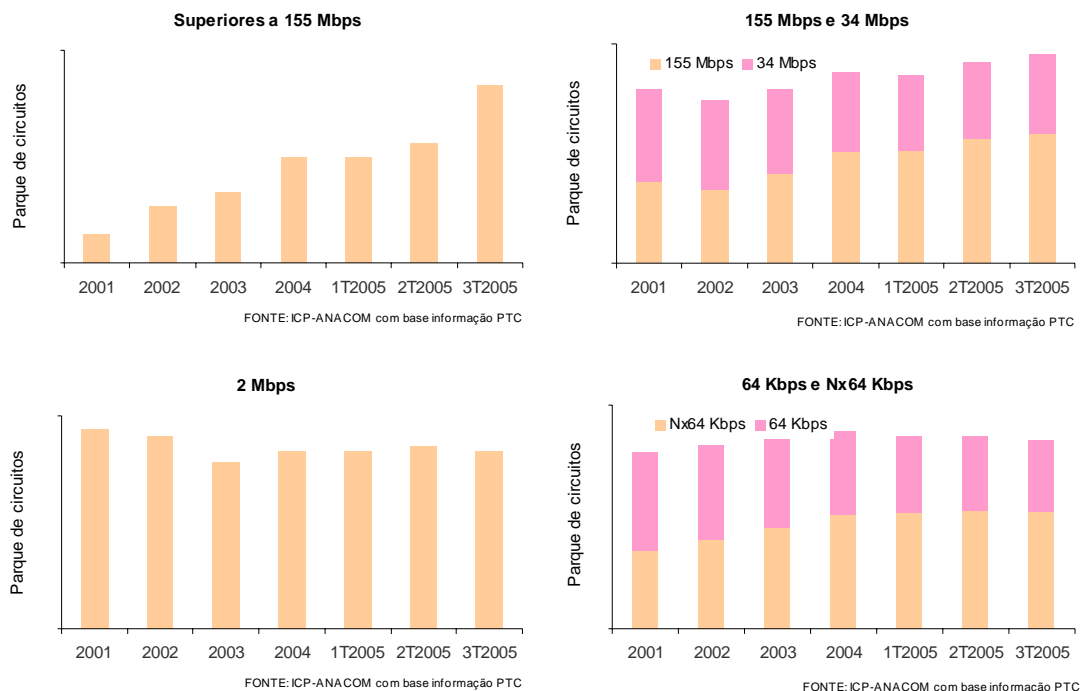 Superiores a 155 Mbps
Parque de circuitos
2001 2002 2003 2004 1T2005 2T2005 3T2005
FONTE: ICP-ANACOM com base informação PTC
155 Mbps e 34 Mbps
155 Mbps 34 Mbps
Parque de circuitos
2001 2002 2003 2004 1T2005 2T2005 3T2005
FONTE: ICP-ANACOM com base informação PTC
2 Mbps
Parque de circuitos
2001 2002 2003 2004 1T2005 2T2005 3T2005
FONTE: ICP-ANACOM com base informação PTC
64 Kbps e Nx64 Kbps
Nx64 Kbps 64 Kbps
Parque de circuitos
2001 2002 2003 2004 1T2005 2T2005 3T2005
FONTE: ICP-ANACOM com base informação PTC